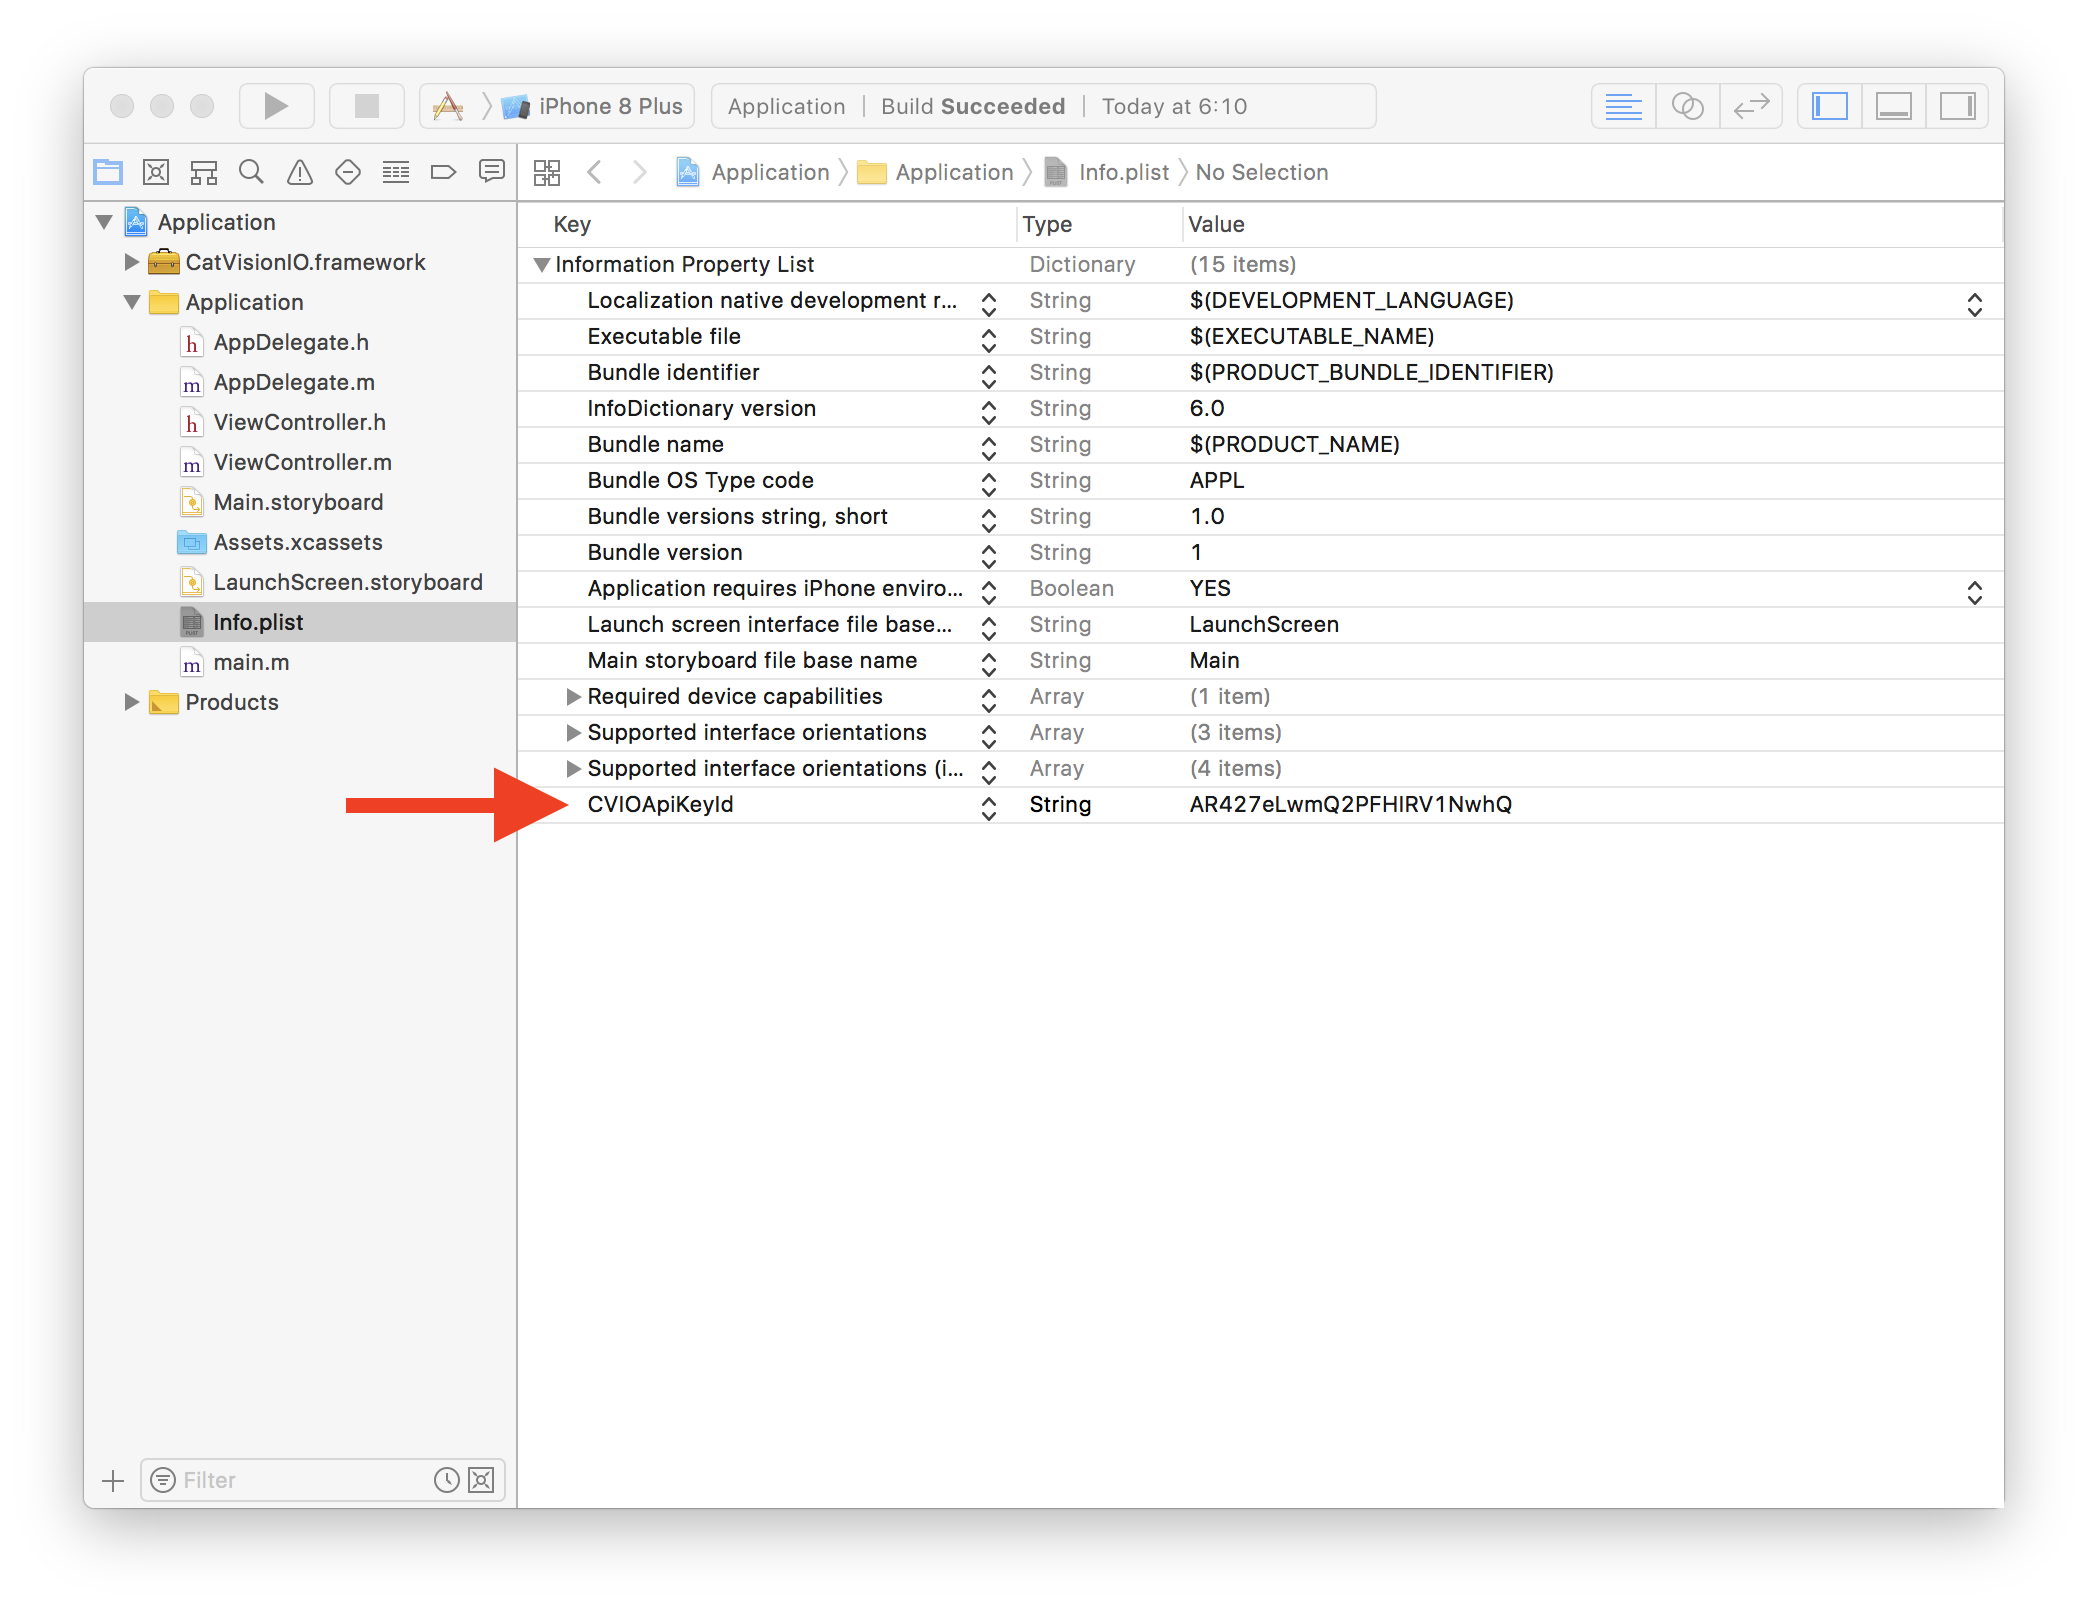 iPhone 8 Plus
Application | Build Succeeded | Today at 6:10
Application Application Info.plist No Selection
Application
CatVisionIO.framework
Application
h AppDelegate.h
m AppDelegate.m
h ViewController.h
m ViewController.m
Main.storyboard
Assets.xcassets
LaunchScreen.storyboard
Info.plist
m main.m
Products
Filter
Key Type Value
Information Property List Dictionary (15 items)
Localization native development r... String $(DEVELOPMENT_LANGUAGE)
Executable file String $(EXECUTABLE_NAME)
Bundle identifier String $(PRODUCT_BUNDLE_IDENTIFIER)
InfoDictionary version String 6.0
Bundle name String $(PRODUCT_NAME)
Bundle OS Type code String APPL
Bundle versions string, short String 1.0
Bundle version String 1
Application requires iPhone enviro... Boolean YES
Launch screen interface file base... String LaunchScreen
Main storyboard file base name String Main
Required device capabilities Array (1 item)
Supported interface orientations Array (3 items)
Supported interface orientations (i... Array (4 items)
CVIOApiKeyId String AR427eLwmQ2PFHIRV1NwhQ